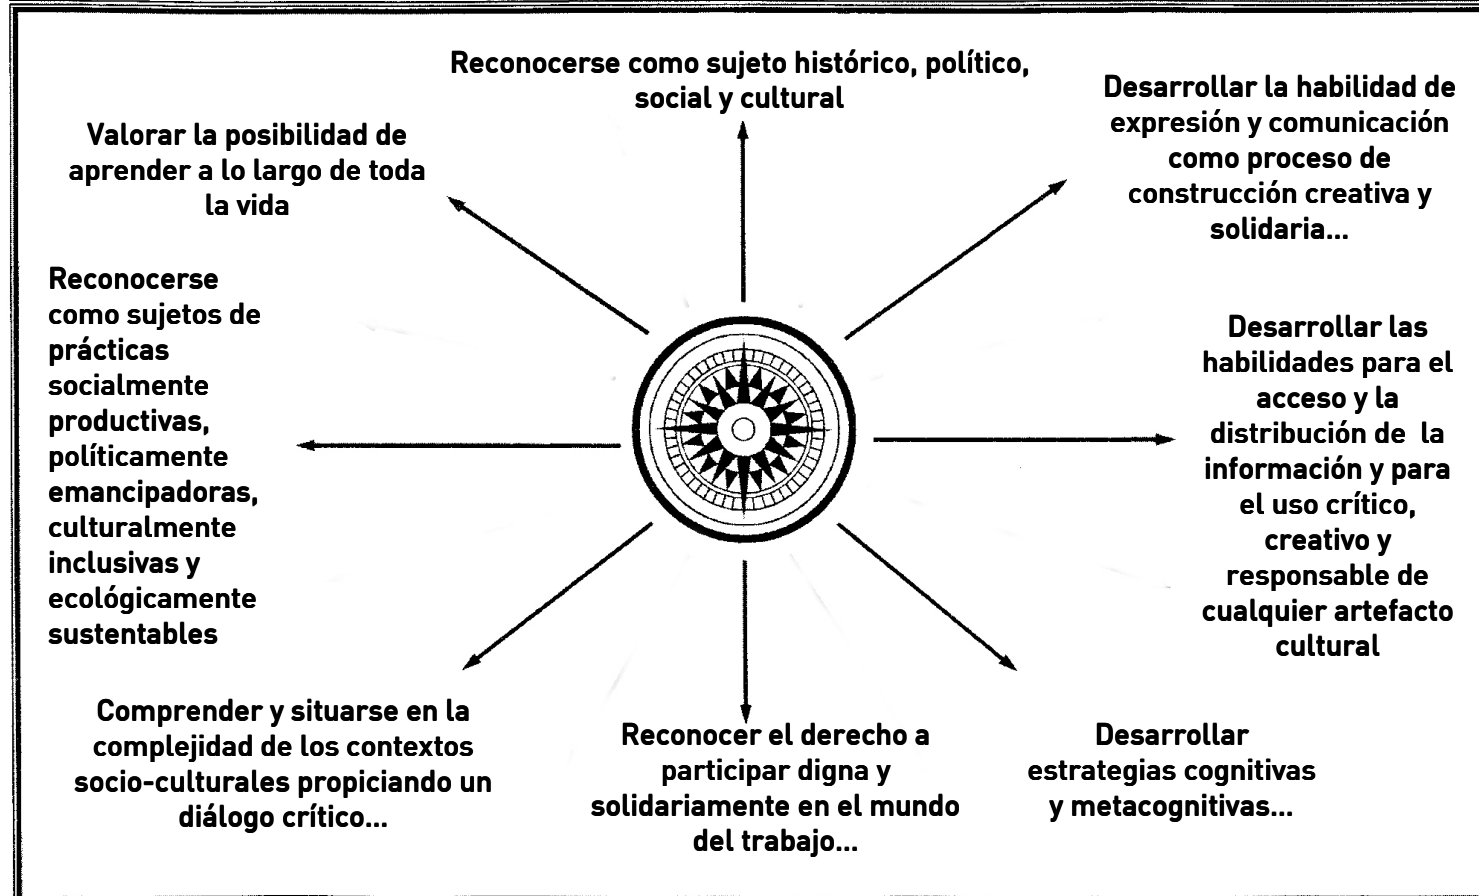 Reconocerse como sujeto histórico, político,
social y cultural
Desarrollar la habilidad de
expresión y comunicación
como proceso de
construcción creativa y
solidaria...
Valorar la posibilidad de
aprender a lo largo de toda
la vida
Reconocerse
como sujetos de
prácticas
socialmente
productivas,
políticamente
emancipadoras,
culturalmente
inclusivas y
ecológicamente
sustentables
Desarrollar las
habilidades para el
acceso y la
distribución de  la
información y para
el uso crítico,
creativo y
responsable de
cualquier artefacto
cultural
Comprender y situarse en la
complejidad de los contextos
socio-culturales propiciando un
diálogo crítico...
Reconocer el derecho a
participar digna y
solidariamente en el mundo
del trabajo...
Desarrollar
estrategias cognitivas
y metacognitivas...